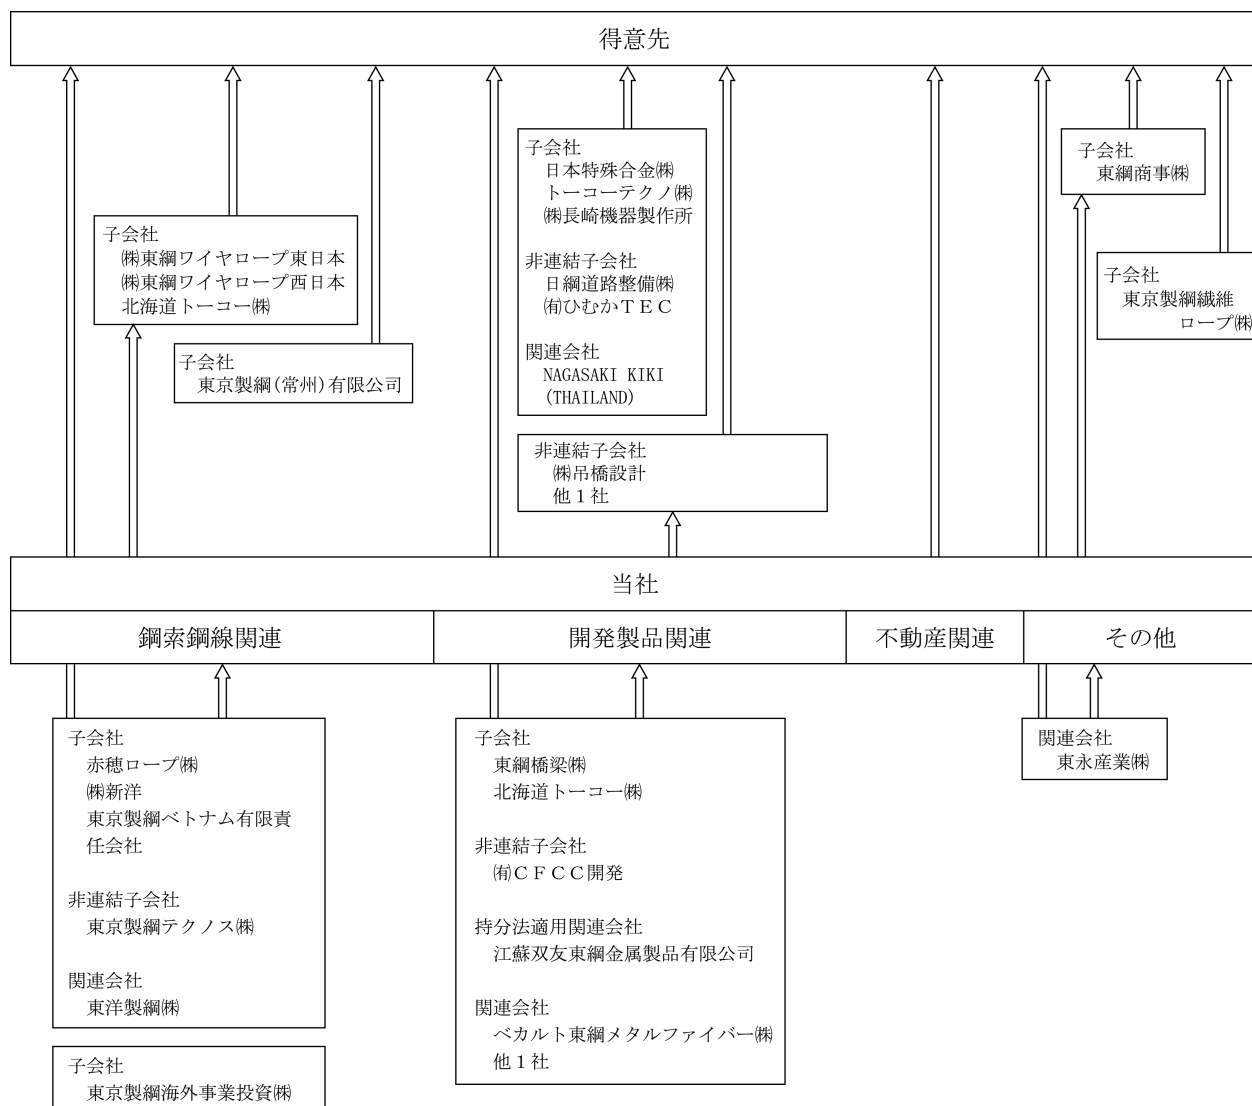 得意先
子会社
㈱東綱ワイヤロープ東日本
㈱東綱ワイヤロープ西日本
北海道トーコー㈱
子会社
東京製綱(常州)有限公司
子会社
日本特殊合金㈱
トーコーテクノ㈱
㈱長崎機器製作所
非連結子会社
日綱道路整備㈱
㈲ひむかＴＥＣ
関連会社
NAGASAKI KIKI
(THAILAND)
非連結子会社
㈱吊橋設計
他１社
子会社
東綱商事㈱
子会社
東京製綱繊維
ロープ㈱
当社
鋼索鋼線関連
開発製品関連
不動産関連
その他
子会社
赤穂ロープ㈱
㈱新洋
東京製綱ベトナム有限責
任会社
非連結子会社
東京製綱テクノス㈱
関連会社
東洋製綱㈱
子会社
東京製綱海外事業投資㈱
子会社
東綱橋梁㈱
北海道トーコー㈱
非連結子会社
㈲ＣＦＣＣ開発
持分法適用関連会社
江蘇双友東綱金属製品有限公司
関連会社
ベカルト東綱メタルファイバー㈱
他１社
関連会社
東永産業㈱